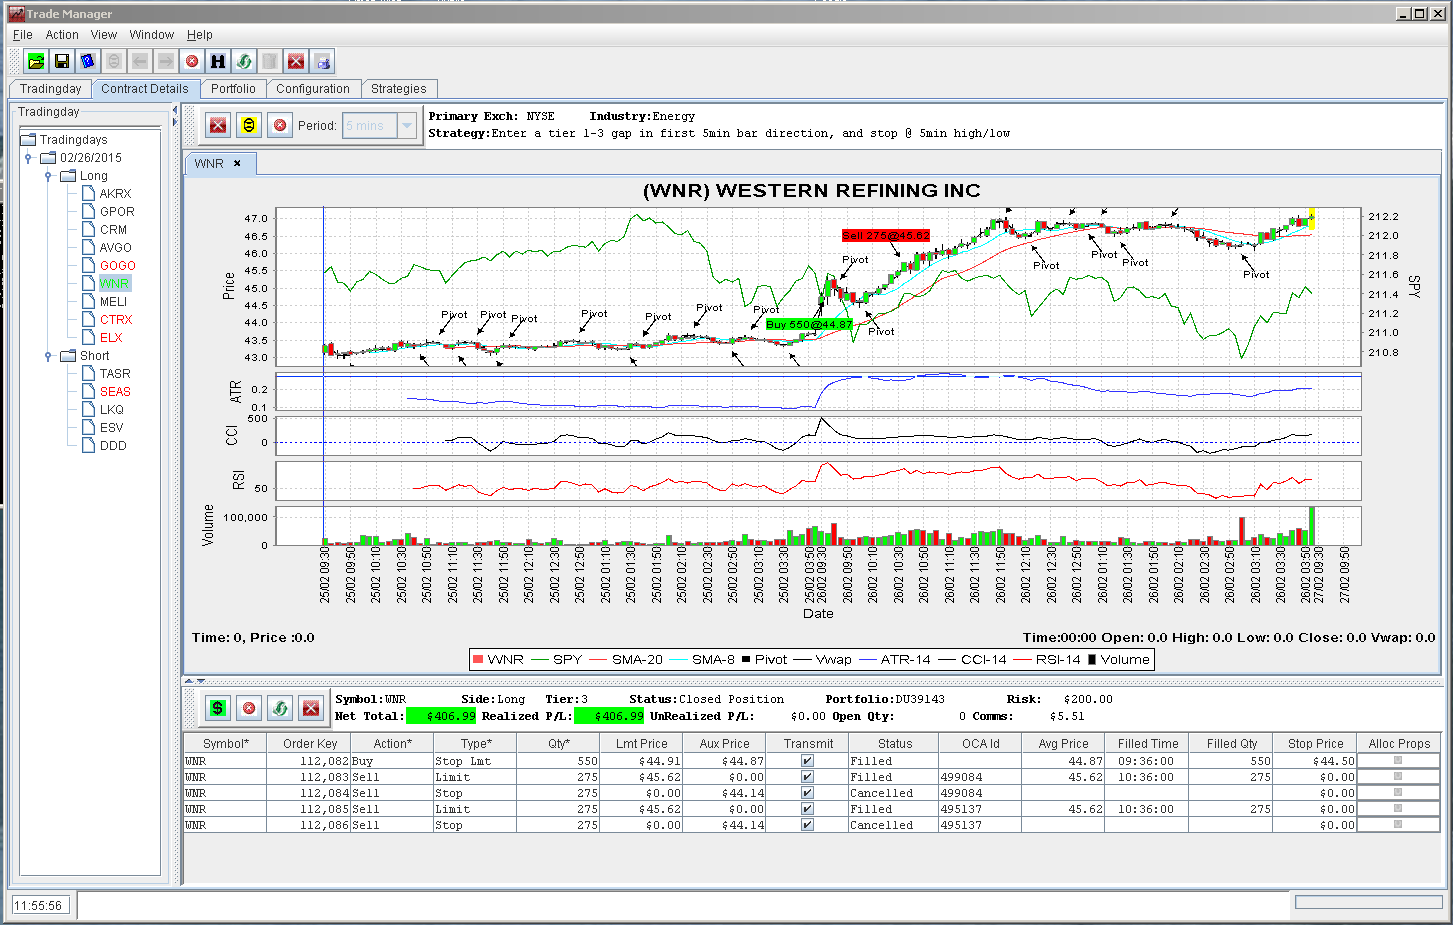 Trade Manager
File Action View Window Help
Tradingday Contract Details Portfolio Configuration Strategies
Tradingday
Tradingdays
02/26/2015
Long
AKRX
GPOR
CRM
AVGO
GOGO
WNR
MELI
CTRX
ELX
Short
TASR
SEAS
LKQ
ESV
DDD
Period: 5 mins
Primary Exch: NYSE Industry:Energy
Strategy:Enter a tier 1-3 gap in first 5min bar direction, and stop @ 5min high/low
WNR
(WNR) WESTERN REFINING INC
Price
47.0
46.5
46.0
45.5
45.0
44.5
44.0
43.5
43.0
Sell 275@45.62
Buy 550@44.87
Pivot
Pivot
Pivot
Pivot
Pivot
Pivot
Pivot
Pivot
Pivot
Pivot
Pivot
Pivot
Pivot
212.2
212.0
211.8
211.6
211.4
211.2
211.0
210.8
SPY
ATR
0.2
0.1
CCI
500
0
RSI
50
Volume
100,000
0
25/02 09:30
25/02 09:50
25/02 10:10
25/02 10:30
25/02 10:50
25/02 11:10
25/02 11:30
25/02 11:50
25/02 12:10
25/02 12:30
25/02 12:50
25/02 01:10
25/02 01:30
25/02 01:50
25/02 02:10
25/02 02:30
25/02 02:50
25/02 03:10
25/02 03:30
25/02 03:50
26/02 09:30
26/02 09:50
26/02 10:10
26/02 10:30
26/02 10:50
26/02 11:10
26/02 11:30
26/02 11:50
26/02 12:10
26/02 12:30
26/02 12:50
26/02 01:10
26/02 01:30
26/02 01:50
26/02 02:10
26/02 02:30
26/02 02:50
26/02 03:10
26/02 03:30
26/02 03:50
27/02 09:30
27/02 09:50
Date
Time: 0, Price :0.0
Time:00:00 Open: 0.0 High: 0.0 Low: 0.0 Close: 0.0 Vwap: 0.0
WNR SPY SMA-20 SMA-8 Pivot Vwap ATR-14 CCI-14 RSI-14 Volume
Symbol:WNR Side:Long Tier:3 Status:Closed Position Portfolio:DU39143 Risk: $200.00
Net Total: $406.99 Realized P/L: $406.99 UnRealized P/L: $0.00 Open Qty: 0 Comms: $5.51
Symbol* Order Key Action* Type* Qty* Lmt Price Aux Price Transmit Status OCA Id Avg Price Filled Time Filled Qty Stop Price Alloc Props
WNR 112,082 Buy Stop Lmt 550 $44.91 $44.87 Filled 44.87 09:36:00 550 $44.50
WNR 112,083 Sell Limit 275 $45.62 $0.00 Filled 499084 45.62 10:36:00 275 $0.00
WNR 112,084 Sell Stop 275 $0.00 $44.14 Cancelled 499084 $0.00
WNR 112,085 Sell Limit 275 $45.62 $0.00 Filled 495137 45.62 10:36:00 275 $0.00
WNR 112,086 Sell Stop 275 $0.00 $44.14 Cancelled 495137 $0.00
11:55:56